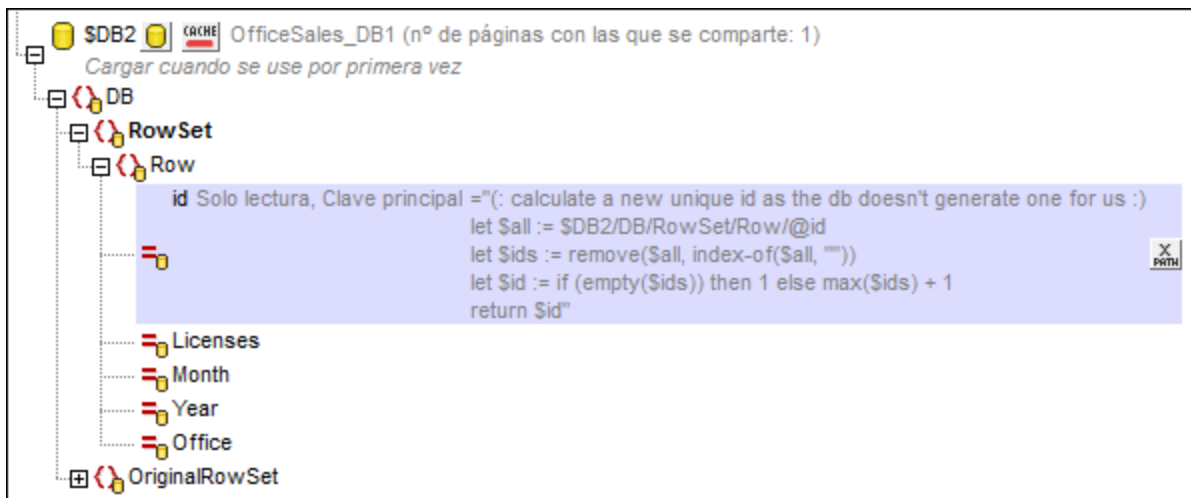 $DB2 CACHE OfficeSales_DB1 (nº de páginas con las que se comparte: 1)
Cargar cuando se use por primera vez
DB
RowSet
Row
id Solo lectura, Clave principal ="(: calculate a new unique id as the db doesn't generate one for us :)
let $all := $DB2/DB/RowSet/Row/@id
let $ids := remove($all, index-of($all, ""))
let $id := if (empty($ids)) then 1 else max($ids) + 1
return $id"
X PATH
Licenses
Month
Year
Office
OriginalRowSet